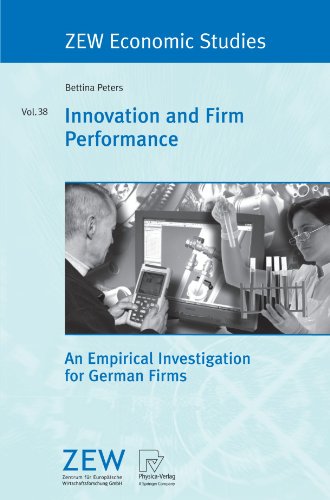 ZEW Economic Studies
Bettina Peters
Vol. 38
Innovation and Firm
Performance
An Empirical Investigation
for German Firms
ZEW
Zentrum für Europäische
Wirtschaftsforschung GmbH
Physica-Verlag
A Springer Company